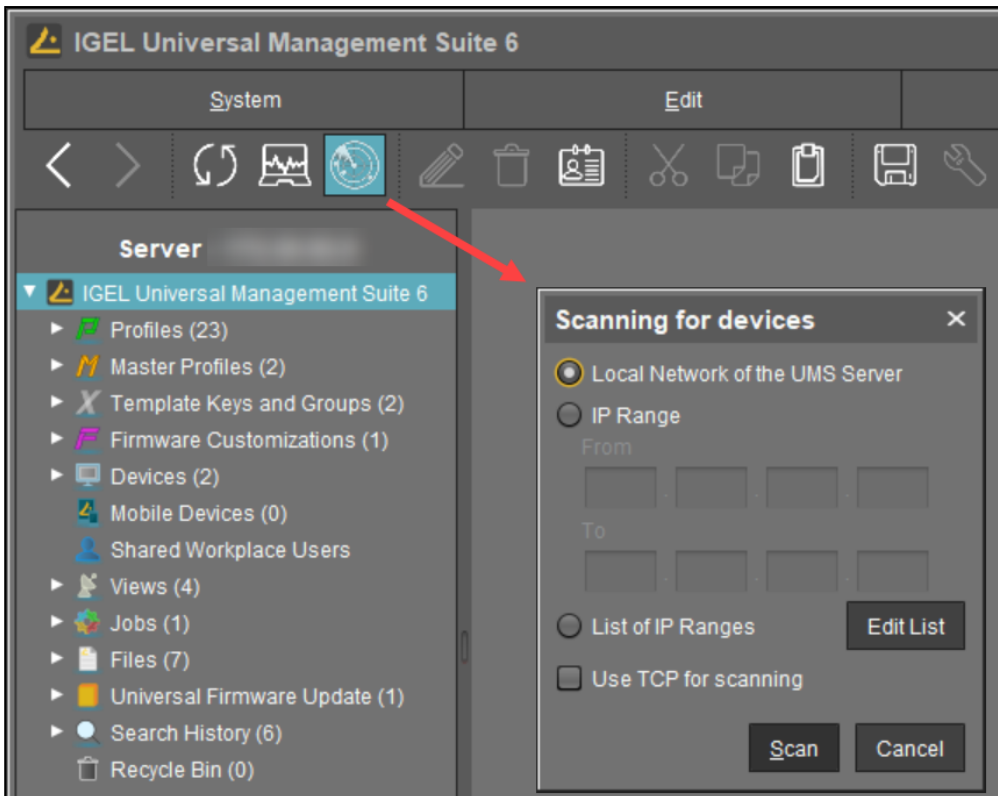 IGEL Universal Management Suite 6
System
Edit
Server
IGEL Universal Management Suite 6
Profiles (23)
Master Profiles (2)
Template Keys and Groups (2)
Firmware Customizations (1)
Devices (2)
Mobile Devices (0)
Shared Workplace Users
Views (4)
Jobs (1)
Files (7)
Universal Firmware Update (1)
Search History (6)
Recycle Bin (0)
Scanning for devices
Local Network of the UMS Server
IP Range
From
To
List of IP Ranges
Edit List
Use TCP for scanning
Scan
Cancel